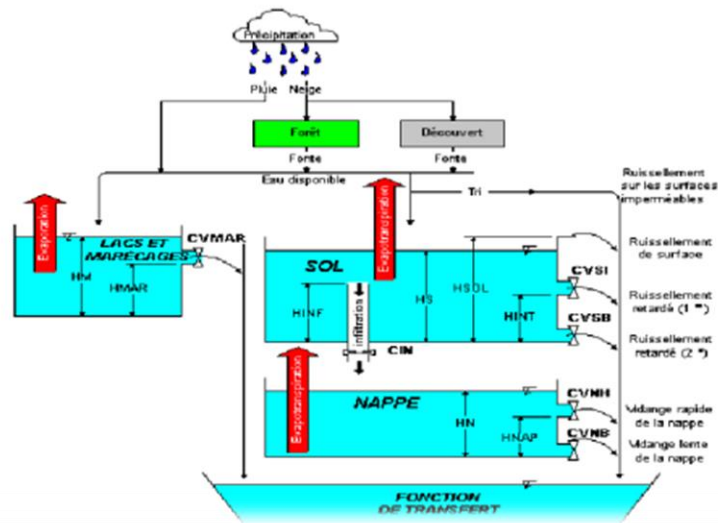 Précipitation
Pluie Neige
Forêt
Découvert
Fonte
Fonte
Eau disponible
Tri
Ruissellement
sur les surfaces
imperméables
Evaporation
Evapotranspiration
LACS ET
MARÉCAGES
CVMAR
HM
HMAR
SOL
Ruissellement
de surface
HINF
infiltration
HS
HSOL
HINT
CVSI
Ruissellement
retardé (1 )
CVSB
Ruissellement
retardé (2 )
CIN
Evapotranspiration
NAPPE
HN
HNAP
CVNH
Vidange rapide
de la nappe
CVNB
Vidange lente
de la nappe
FONCTION
DE TRANSFERT